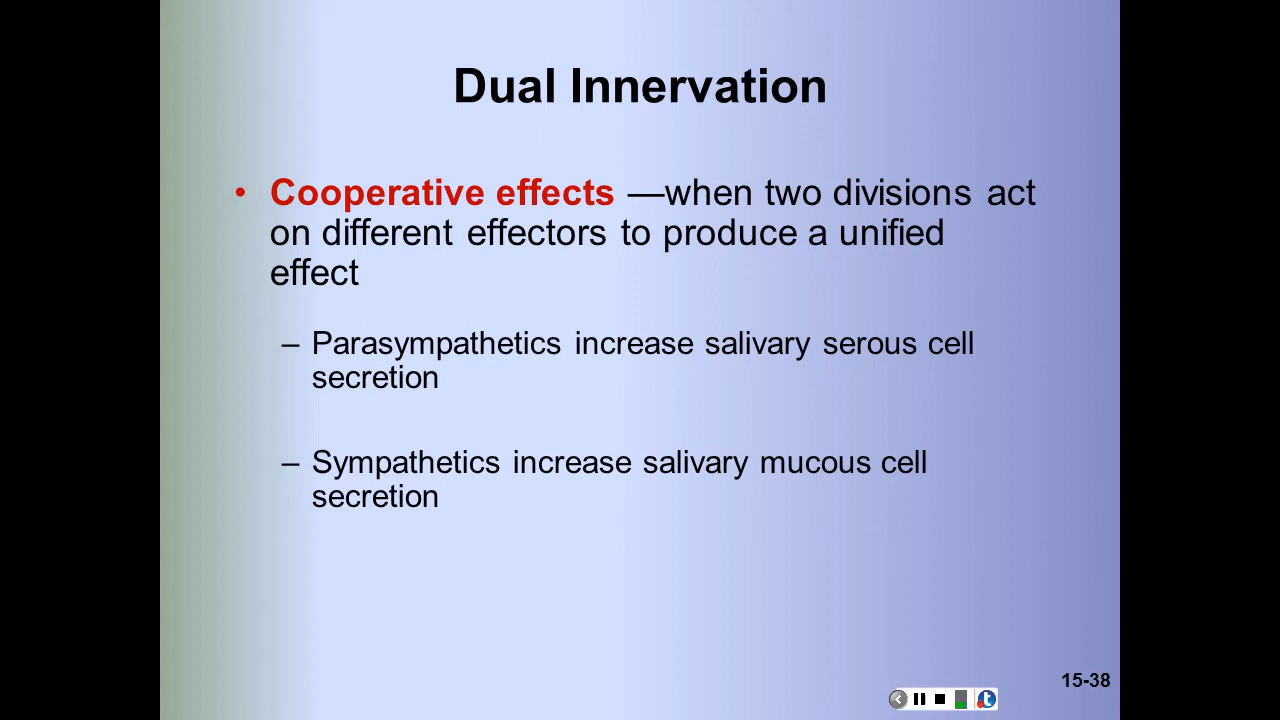 Dual Innervation
• Cooperative effects —when two divisions act
on different effectors to produce a unified
effect
– Parasympathetics increase salivary serous cell
secretion
– Sympathetics increase salivary mucous cell
secretion
15-38
t